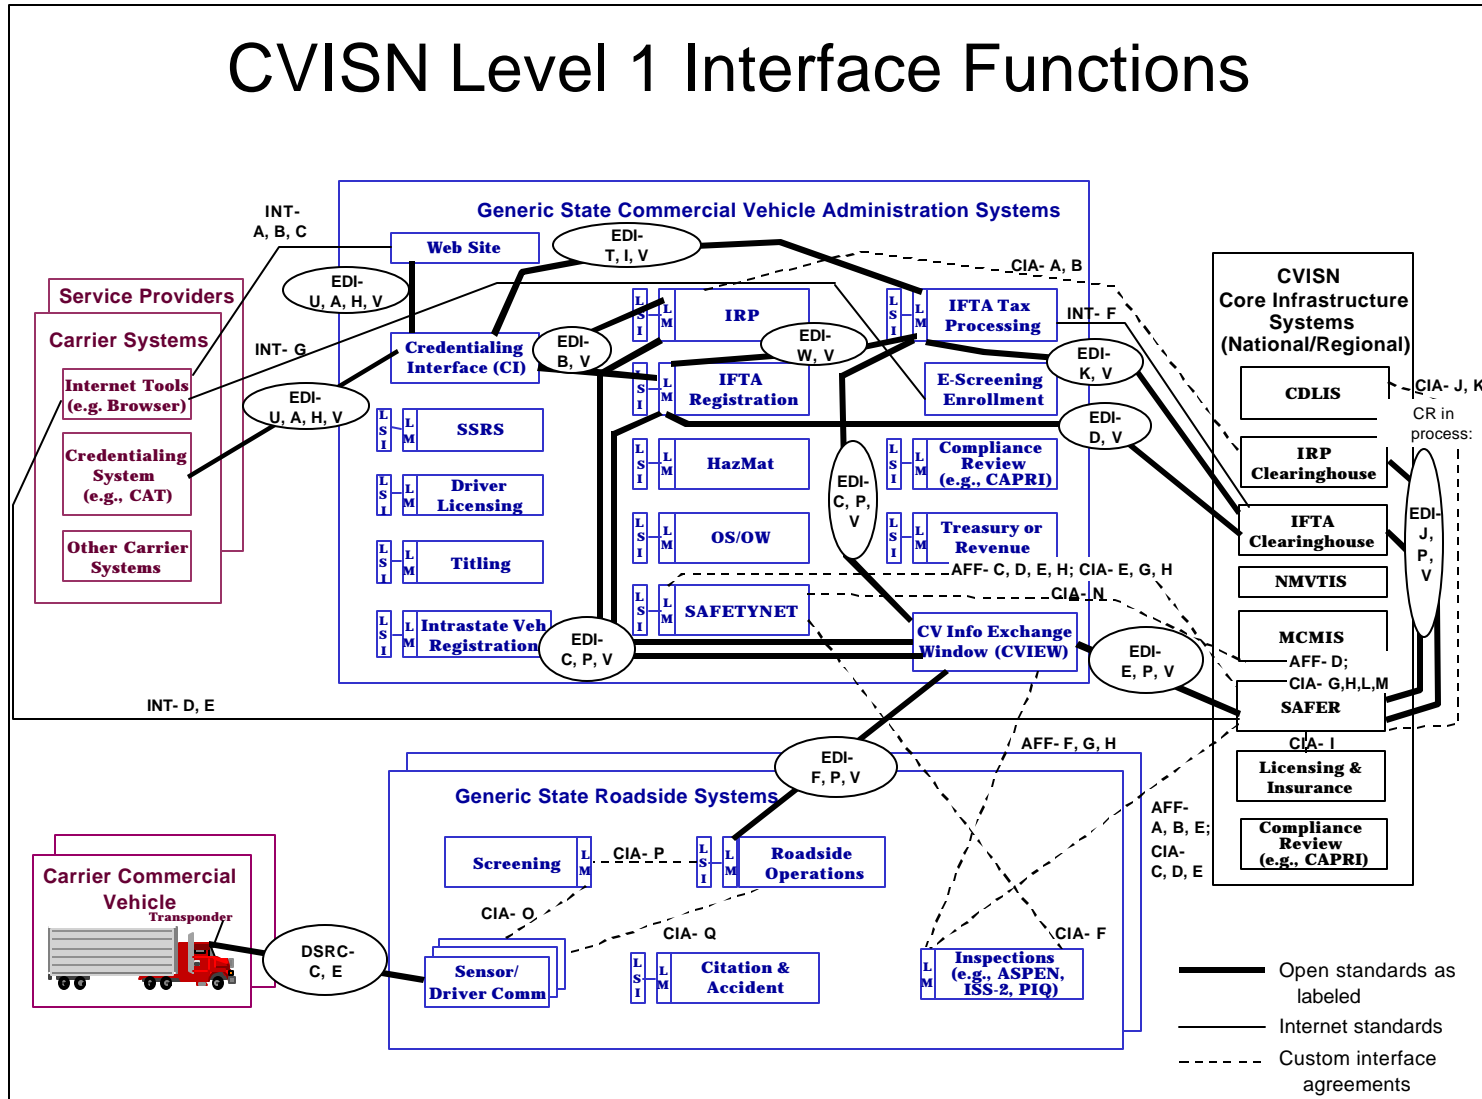 CVISN Level 1 Interface Functions
Generic State Commercial Vehicle Administration Systems
INT-
A, B, C
Web Site
EDI-
T, I, V
CIA- A, B
EDI-
U, A, H, V
Service Providers
Carrier Systems
Internet Tools
(e.g. Browser)
Credentialing
System
(e.g., CAT)
Other Carrier
Systems
INT- G
EDI-
U, A, H, V
Credentialing
Interface (CI)
EDI-
B, V
L
S
I
L
M
IRP
L
S
I
L
M
IFTA Tax
Processing
INT- F
EDI-
W, V
EDI-
K, V
L
S
I
L
M
IFTA
Registration
E-Screening
Enrollment
EDI-
D, V
L
S
I
L
M
SSRS
L
S
I
L
M
HazMat
L
S
I
L
M
Compliance
Review
(e.g., CAPRI)
EDI-
C, P,
V
L
S
I
L
M
Driver
Licensing
L
S
I
L
M
OS/OW
L
S
I
L
M
Treasury or
Revenue
L
S
I
L
M
Titling
AFF- C, D, E, H; CIA- E, G, H
CIA- N
L
S
I
L
M
SAFETYNET
L
S
I
L
M
Intrastate Veh
Registration
EDI-
C, P, V
CV Info Exchange
Window (CVIEW)
EDI-
E, P, V
CVISN
Core Infrastructure
Systems
(National/Regional)
CDLIS
CIA- J, K
CR in
process:
IRP
Clearinghouse
EDI-
J,
P,
V
IFTA
Clearinghouse
NMVTIS
MCMIS
AFF- D;
CIA- G,H,L,M
SAFER
CIA- I
Licensing &
Insurance
Compliance
Review
(e.g., CAPRI)
INT- D, E
AFF- F, G, H
EDI-
F, P, V
AFF-
A, B, E;
CIA-
C, D, E
Generic State Roadside Systems
Screening
L
M
CIA- P
L
S
I
L
M
Roadside
Operations
CIA- O
CIA- Q
CIA- F
Sensor/
Driver Comm
L
S
I
L
M
Citation &
Accident
L
M
Inspections
(e.g., ASPEN,
ISS-2, PIQ)
Carrier Commercial
Vehicle
Transponder
DSRC-
C, E
Open standards as
labeled
Internet standards
Custom interface
agreements